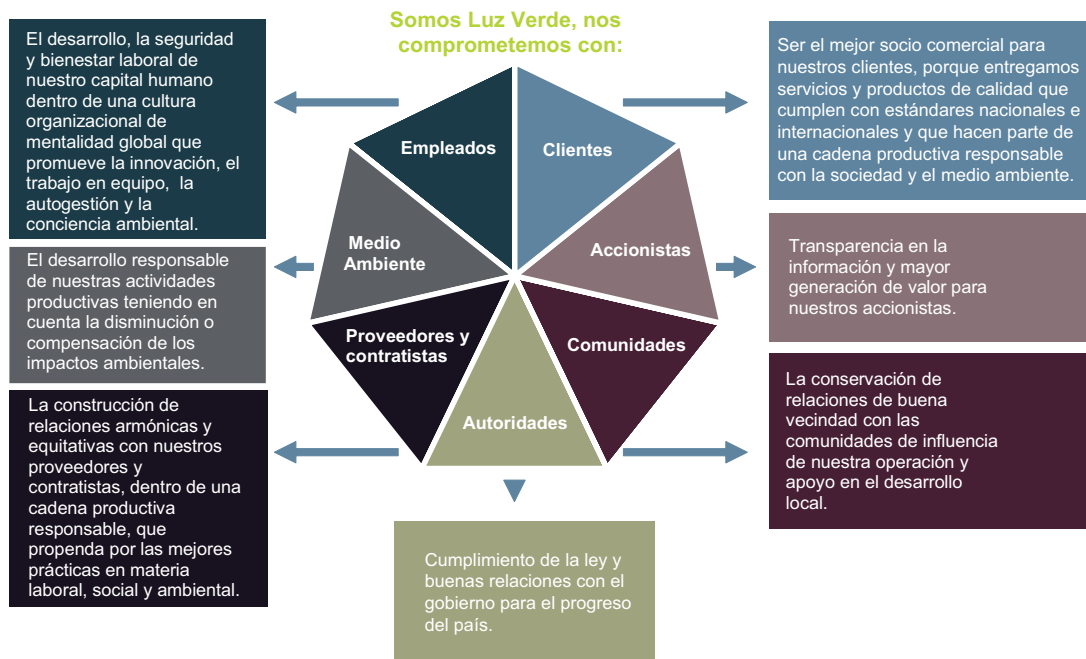 Somos Luz Verde, nos
comprometemos con:
El desarrollo, la seguridad
y bienestar laboral de
nuestro capital humano
dentro de una cultura
organizacional de
mentalidad global que
promueve la innovación, el
trabajo en equipo, la
autogestión y la
conciencia ambiental.
El desarrollo responsable
de nuestras actividades
productivas teniendo en
cuenta la disminución o
compensación de los
impactos ambientales.
La construcción de
relaciones armónicas y
equitativas con nuestros
proveedores y
contratistas, dentro de una
cadena productiva
responsable, que
propenda por las mejores
prácticas en materia
laboral, social y ambiental.
Empleados
Clientes
Medio
Ambiente
Accionistas
Proveedores y
contratistas
Comunidades
Autoridades
Ser el mejor socio comercial para
nuestros clientes, porque entregamos
servicios y productos de calidad que
cumplen con estándares nacionales e
internacionales y que hacen parte de
una cadena productiva responsable
con la sociedad y el medio ambiente.
Transparencia en la
información y mayor
generación de valor para
nuestros accionistas.
La conservación de
relaciones de buena
vecindad con las
comunidades de influencia
de nuestra operación y
apoyo en el desarrollo
local.
Cumplimiento de la ley y
buenas relaciones con el
gobierno para el progreso
del país.